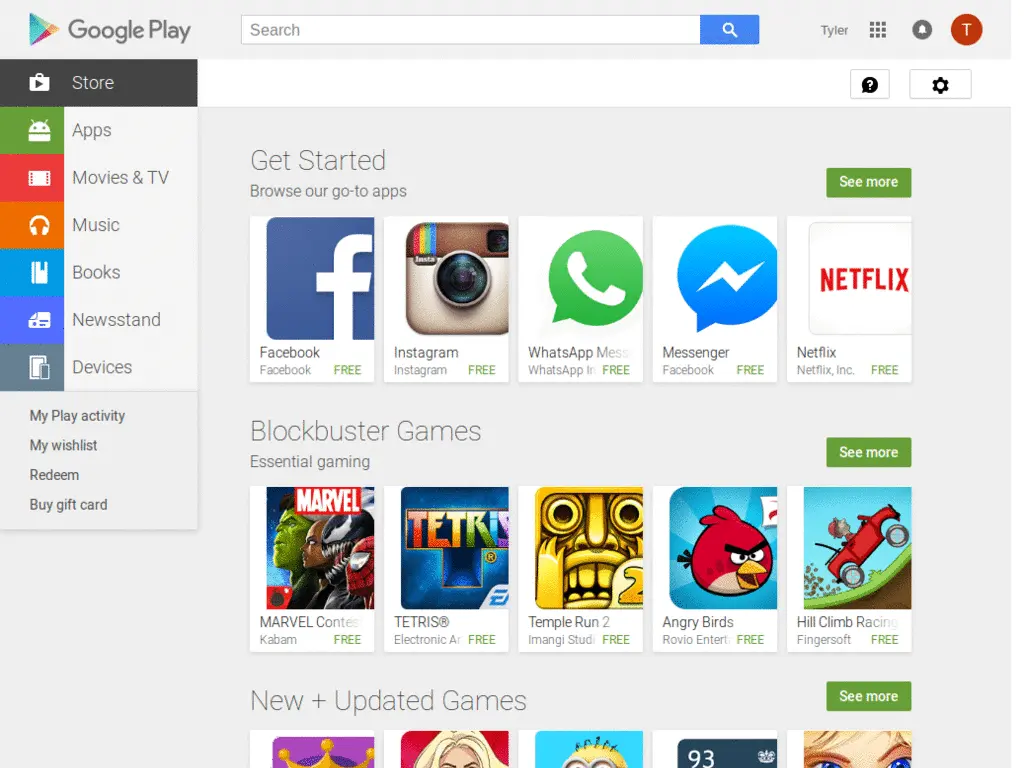 Google Play
Search
Tyler
T
Store
Apps
Movies & TV
Music
Books
Newsstand
Devices
My Play activity
My wishlist
Redeem
Buy gift card
Get Started
Browse our go-to apps
See more
Insta
NETFLIX
Facebook
Facebook FREE
Instagram
Instagram FREE
WhatsApp Mess
WhatsApp In FREE
Messenger
Facebook FREE
Netflix
Netflix, Inc. FREE
Blockbuster Games
Essential gaming
See more
MARVEL
TETRIS
2
MARVEL Contes
Kabam FREE
TETRIS®
Electronic Ar FREE
Temple Run 2
Imangi Studi FREE
Angry Birds
Rovio Entert FREE
Hill Climb Racing
Fingersoft FREE
New + Updated Games
See more
93